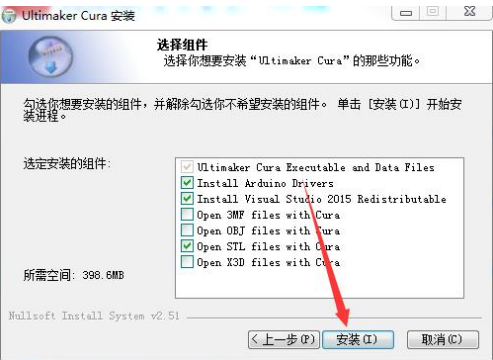 Ultimaker Cura 安装
选择组件
选择你想要安装“Ultimaker Cura”的那些功能。
勾选你想要安装的组件，并解除勾选你不希望安装的组件。 单击 [安装(I)] 开始安
装进程。
选定安装的组件:
Ultimaker Cura Executable and Data Files
Install Arduino Drivers
Install Visual Studio 2015 Redistributable
Open 3MF files with Cura
Open OBJ files with Cura
Open STL files with Cura
Open X3D files with Cura
所需空间: 398.6MB
Nullsoft Install System v2.51
< 上一步(P)
安装(I)
取消(C)